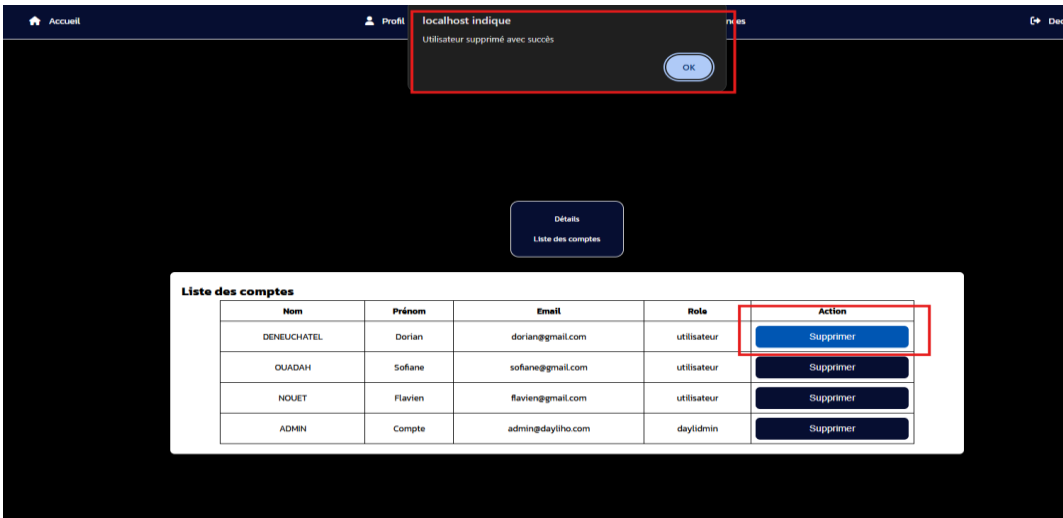 Accueil Profil
localhost indique
Utilisateur supprimé avec succès
OK
Détails
Liste des comptes
Liste des comptes
Nom Prénom Email Role Action
DENEUCHATEL Dorian dorian@gmail.com utilisateur Supprimer
OUADAH Sofiane sofiane@gmail.com utilisateur Supprimer
NOUET Flavien flavien@gmail.com utilisateur Supprimer
ADMIN Compte admin@dayliho.com daylidmin Supprimer